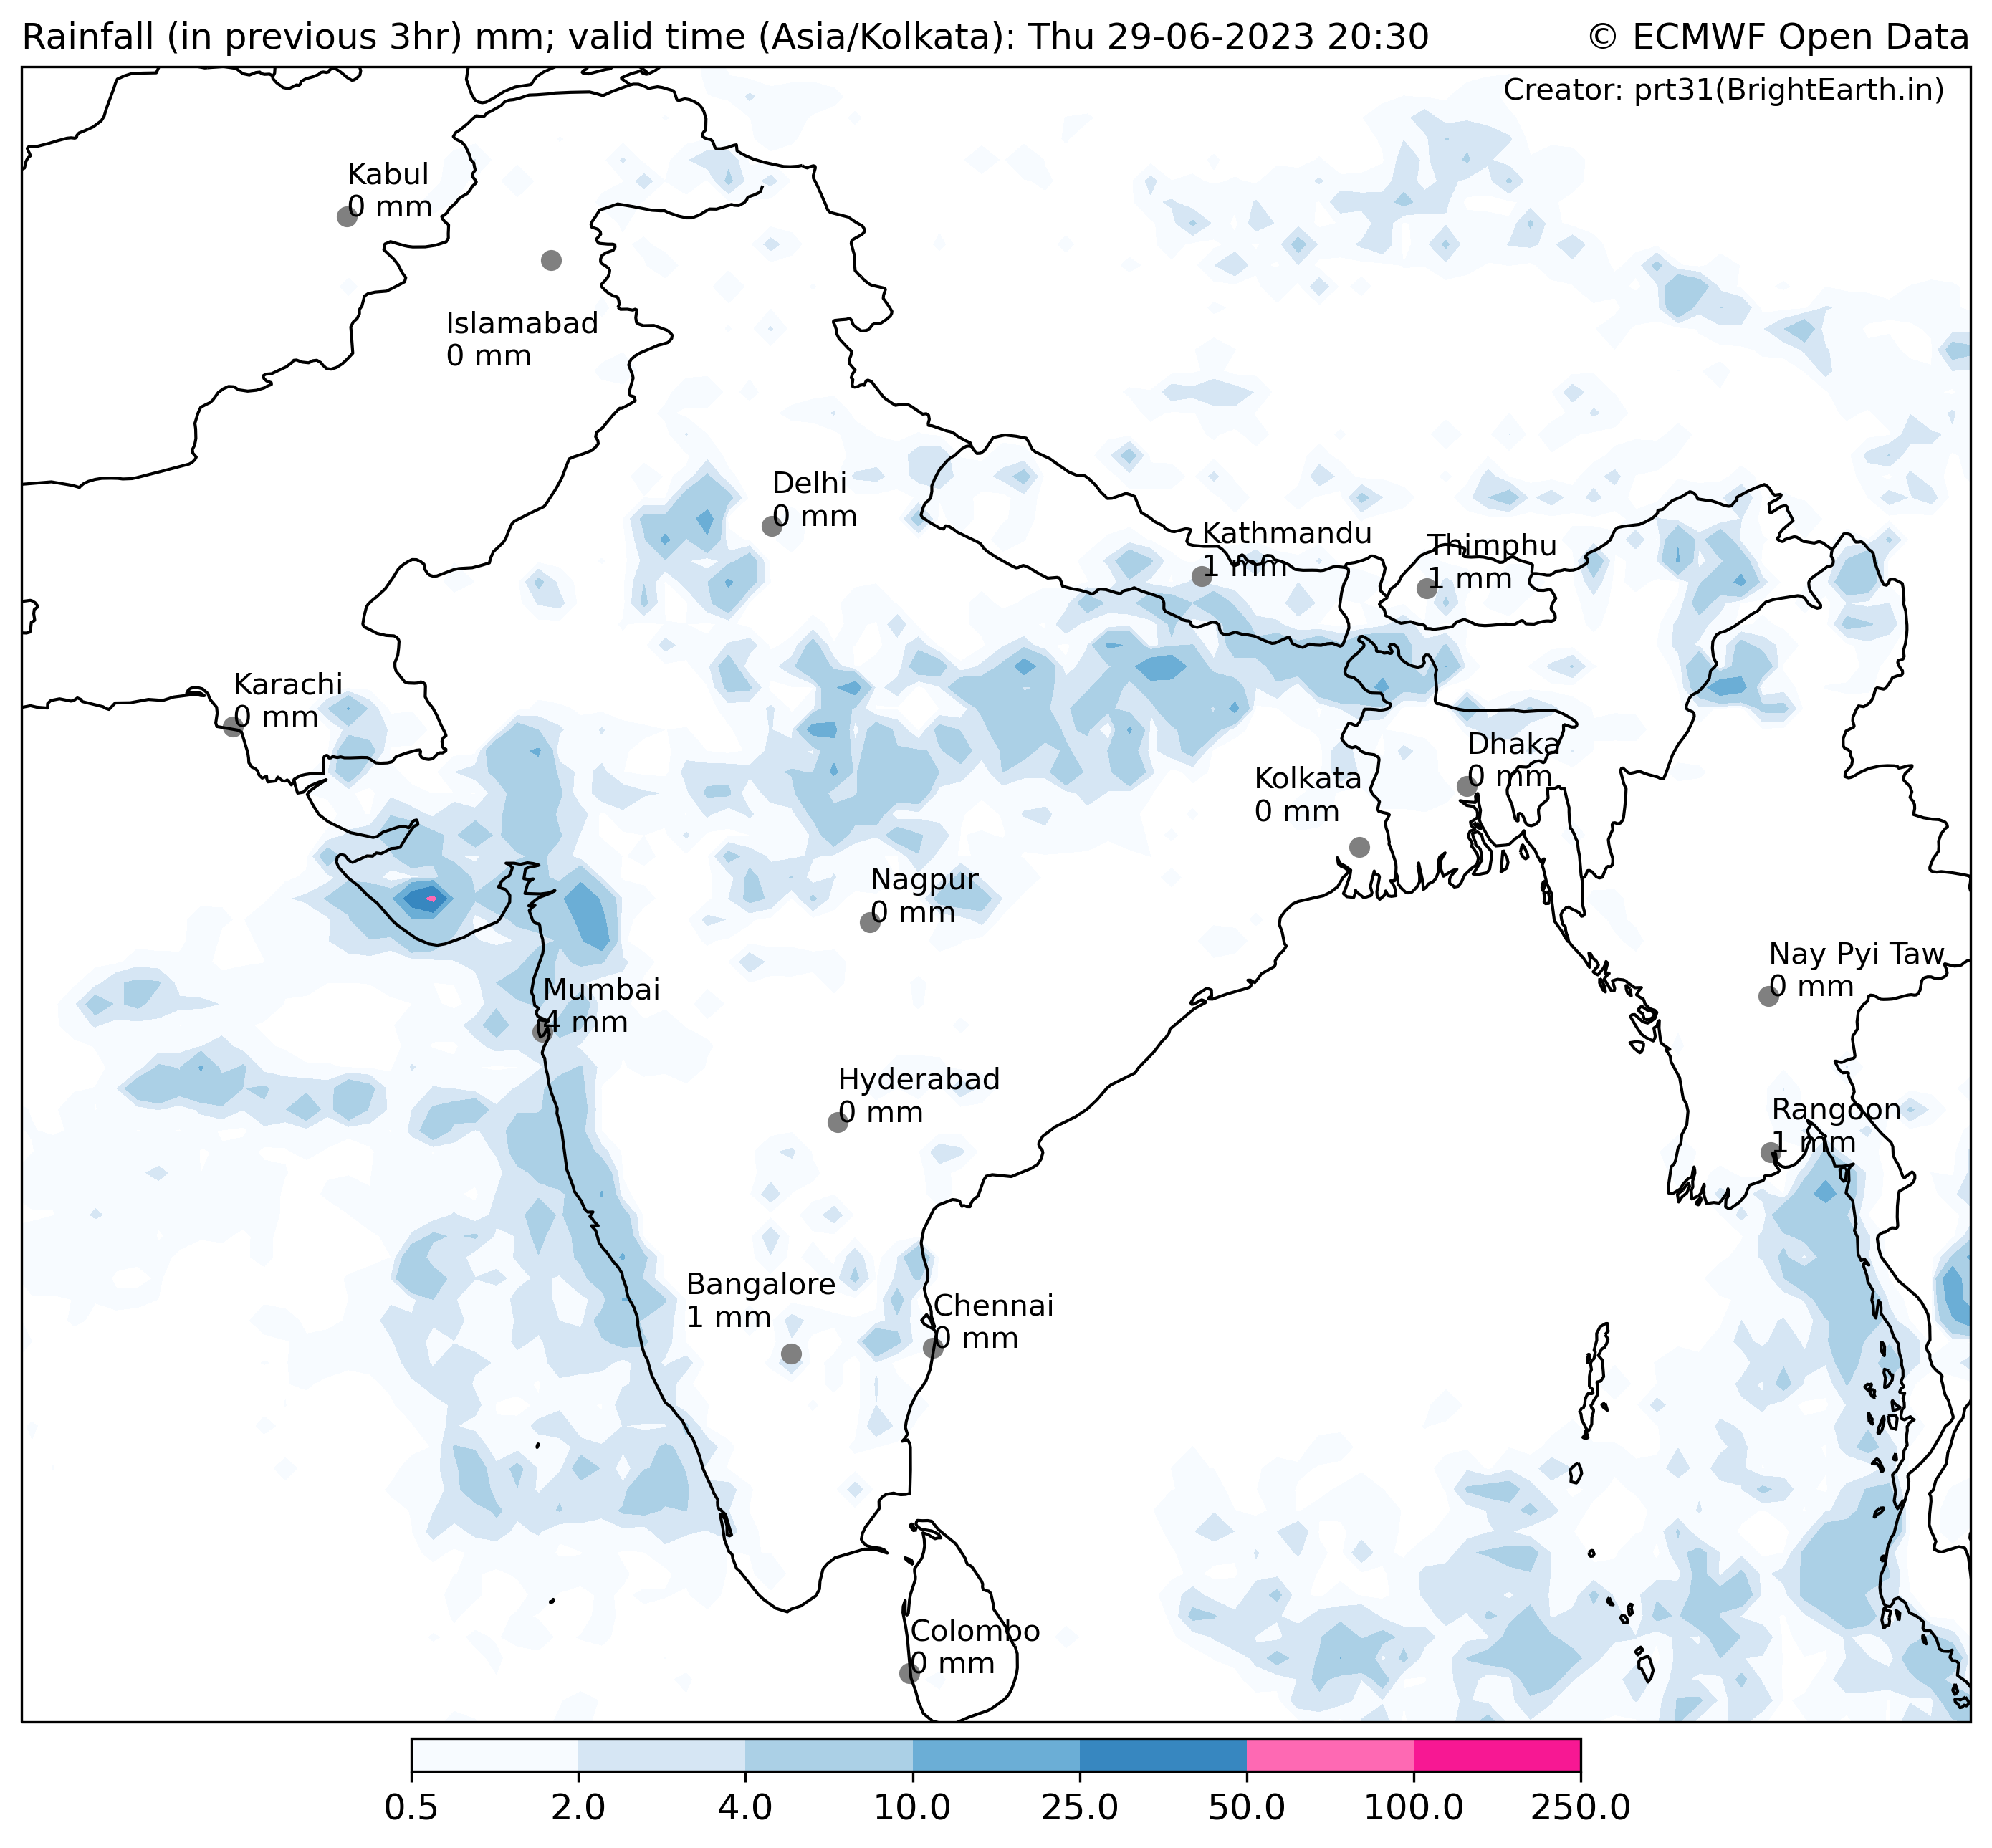 Rainfall (in previous 3hr) mm; valid time (Asia/Kolkata): Thu 29-06-2023 20:30
© ECMWF Open Data
Creator: prt31(BrightEarth.in)
Kabul
0 mm
Islamabad
0 mm
Delhi
0 mm
Kathmandu
1 mm
Thimphu
1 mm
Karachi
0 mm
Dhaka
0 mm
Kolkata
0 mm
Nagpur
0 mm
Nay Pyi Taw
0 mm
Mumbai
4 mm
Hyderabad
0 mm
Rangoon
1 mm
Bangalore
1 mm
Chennai
0 mm
Colombo
0 mm
0.5 2.0 4.0 10.0 25.0 50.0 100.0 250.0